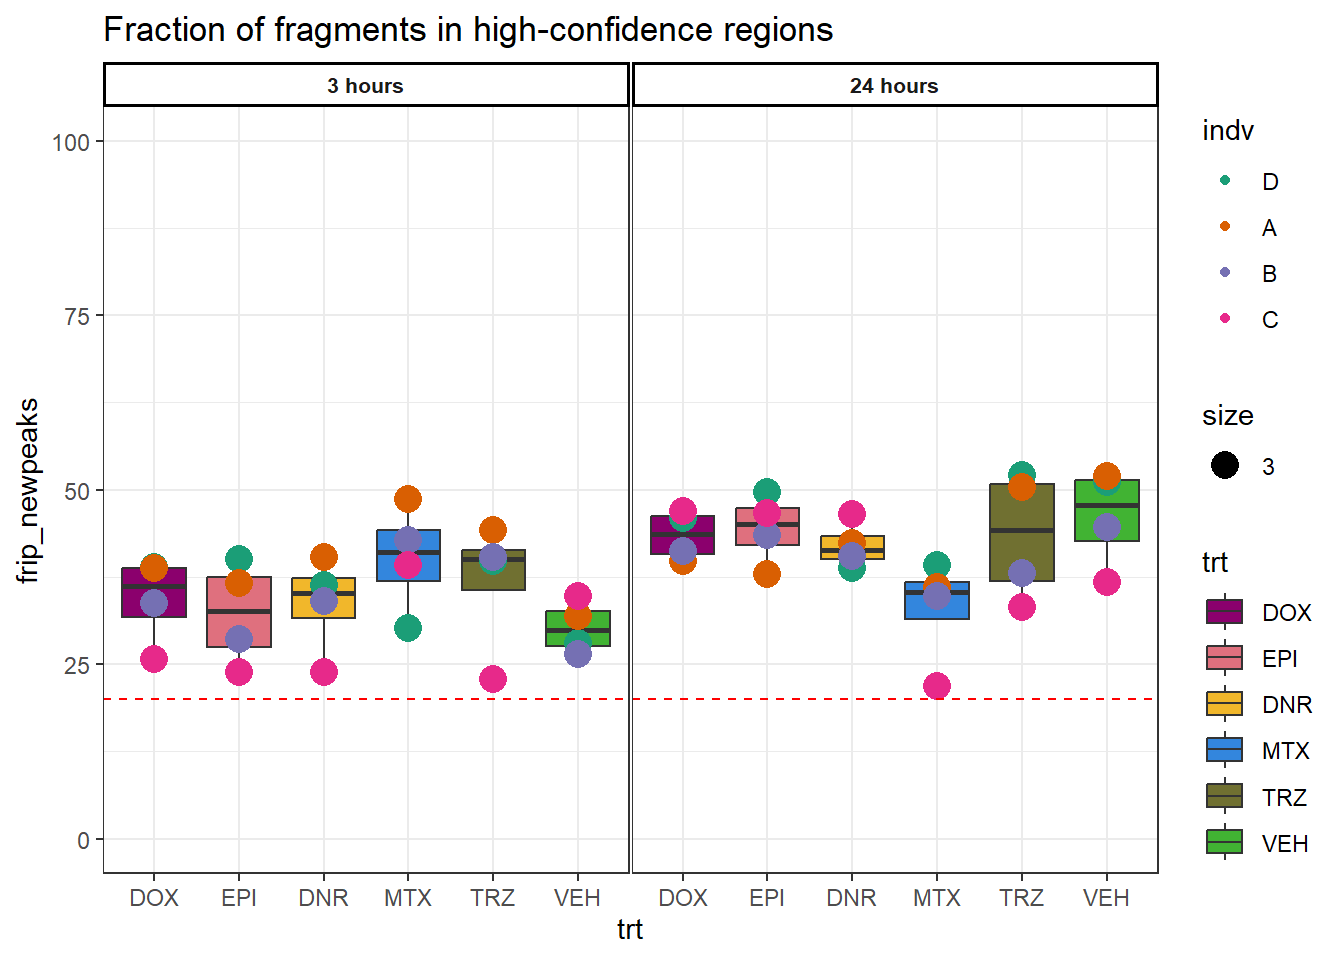 Fraction of fragments in high-confidence regions
3 hours
24 hours
frip_newpeaks
100
75
50
25
0
DOX EPI DNR MTX TRZ VEH
DOX EPI DNR MTX TRZ VEH
trt
indv
D
A
B
C
size
3
trt
DOX
EPI
DNR
MTX
TRZ
VEH